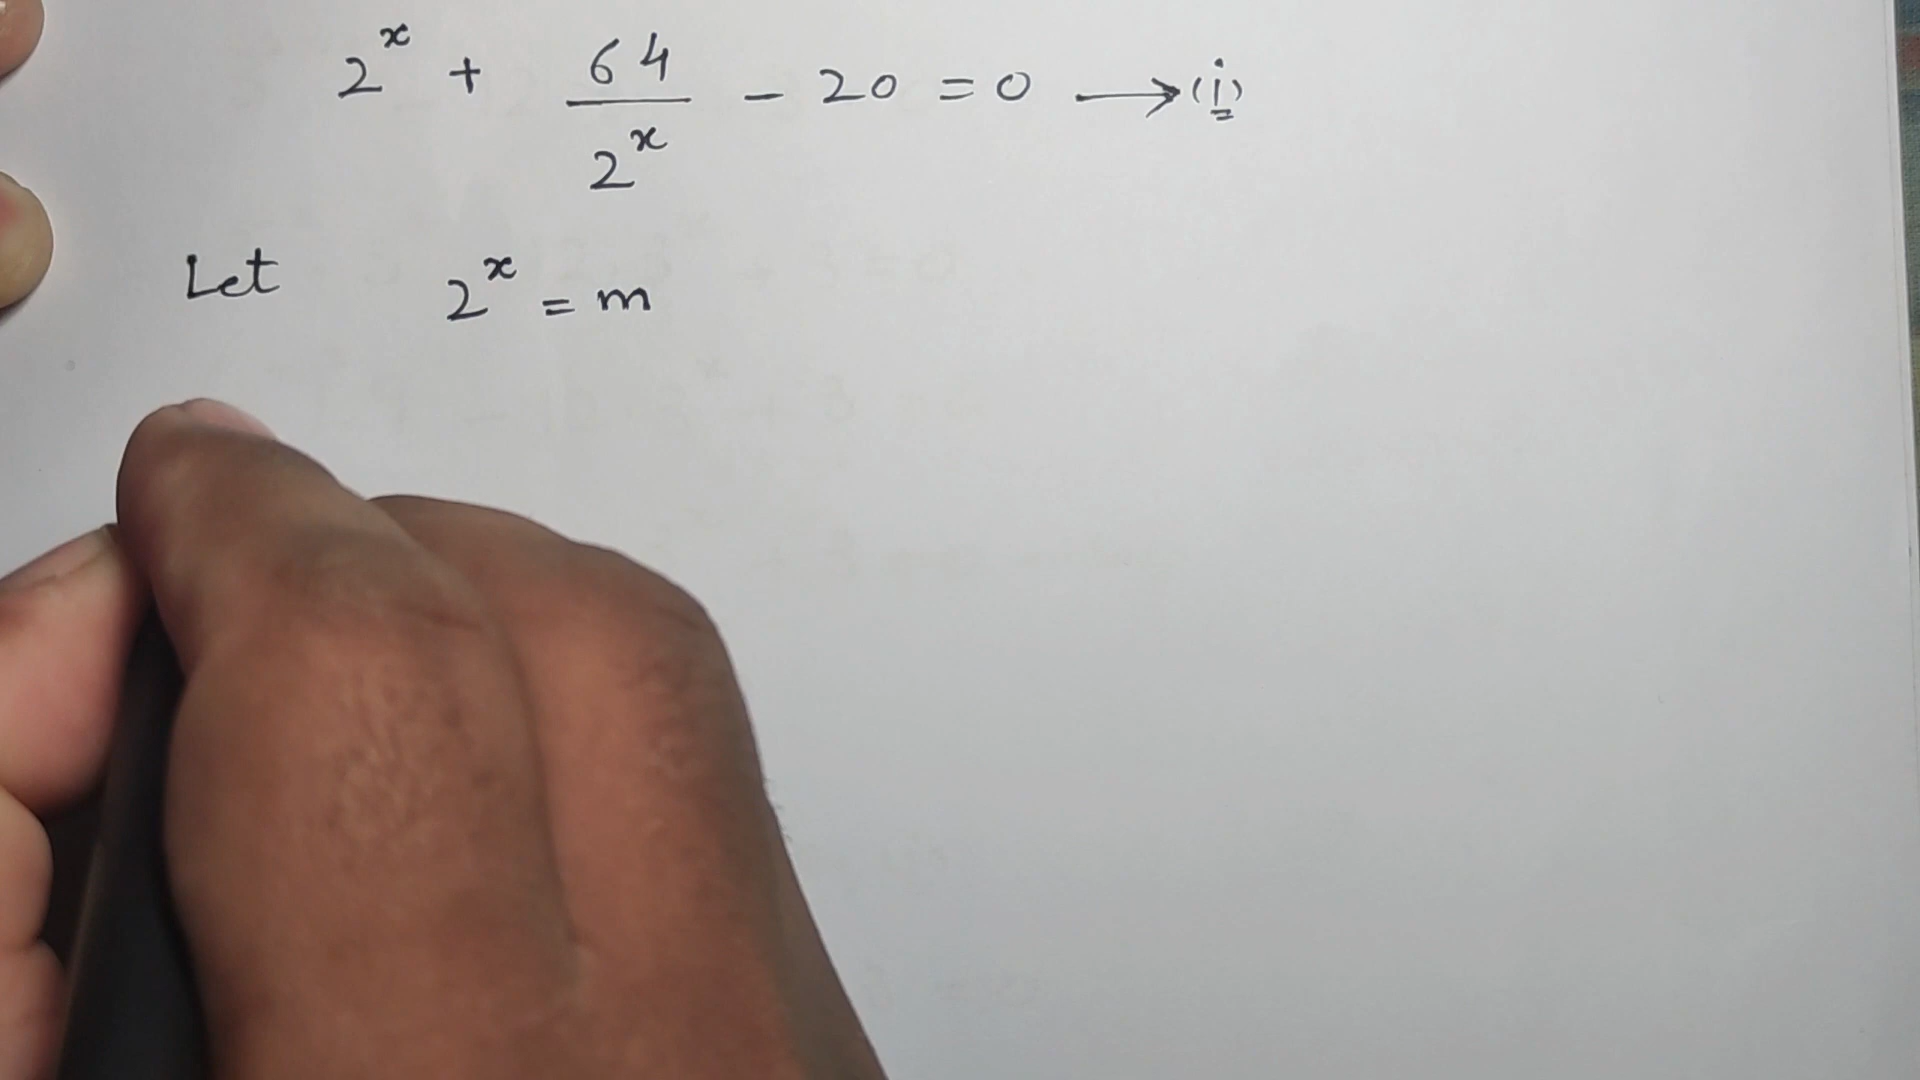 2^x + 64/2^x - 20 = 0 → (i)
Let 2^x = m